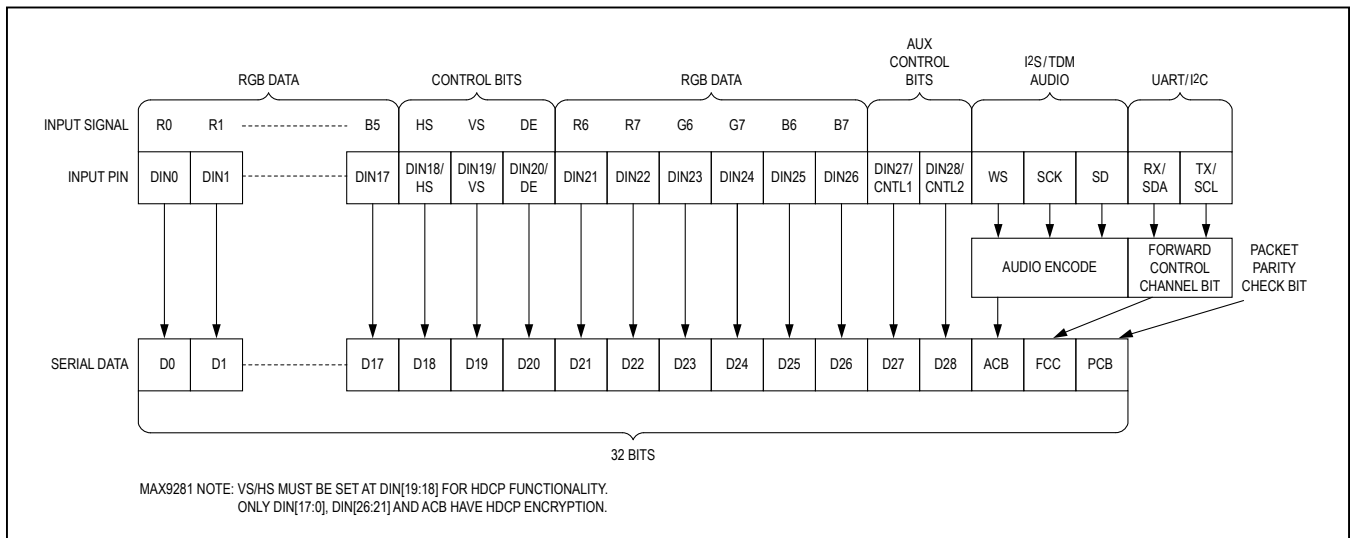 AUX
CONTROL
BITS
I²S/TDM
AUDIO
RGB DATA
CONTROL BITS
RGB DATA
UART/I²C
INPUT SIGNAL R0 R1 B5 HS VS DE R6 R7 G6 G7 B6 B7
INPUT PIN DIN0 DIN1 DIN17 DIN18/HS DIN19/VS DIN20/DE DIN21 DIN22 DIN23 DIN24 DIN25 DIN26 DIN27/CNTL1 DIN28/CNTL2 WS SCK SD RX/SDA TX/SCL
AUDIO ENCODE
FORWARD
CONTROL
CHANNEL BIT
PACKET
PARITY
CHECK BIT
SERIAL DATA D0 D1 D17 D18 D19 D20 D21 D22 D23 D24 D25 D26 D27 D28 ACB FCC PCB
32 BITS
MAX9281 NOTE: VS/HS MUST BE SET AT DIN[19:18] FOR HDCP FUNCTIONALITY.
ONLY DIN[17:0], DIN[26:21] AND ACB HAVE HDCP ENCRYPTION.